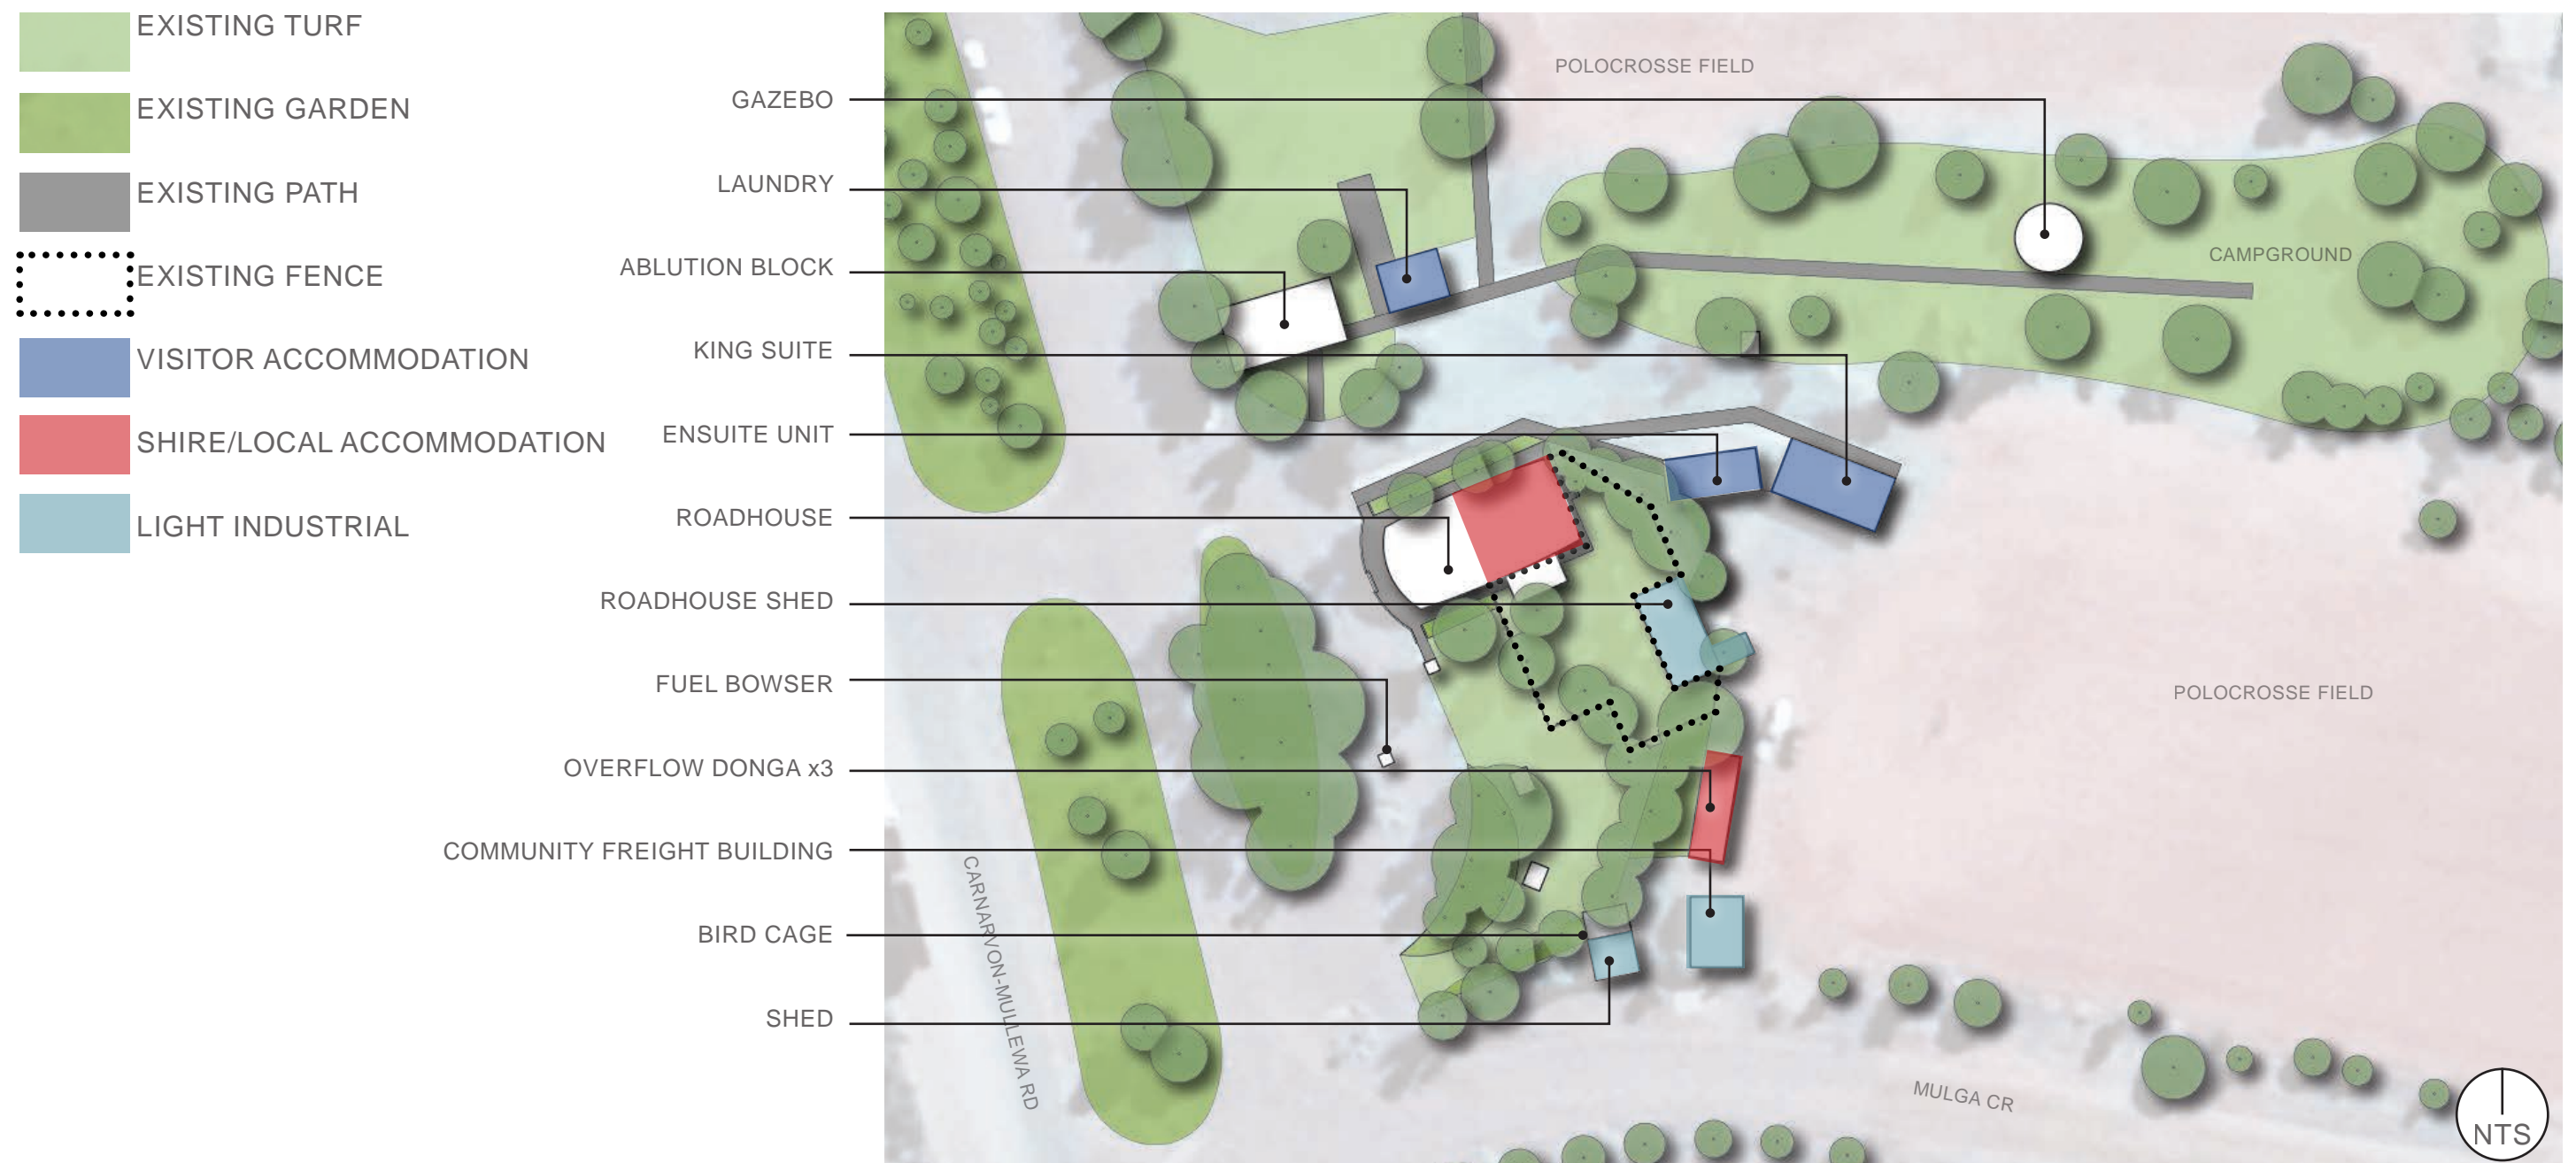 EXISTING TURF
EXISTING GARDEN
EXISTING PATH
EXISTING FENCE
VISITOR ACCOMMODATION
SHIRE/LOCAL ACCOMMODATION
LIGHT INDUSTRIAL
GAZEBO
LAUNDRY
ABLUTION BLOCK
KING SUITE
ENSUITE UNIT
ROADHOUSE
ROADHOUSE SHED
FUEL BOWSER
OVERFLOW DONGA x3
COMMUNITY FREIGHT BUILDING
BIRD CAGE
SHED
POLOCROSSE FIELD
CAMPGROUND
POLOCROSSE FIELD
CARNARVON-MULLEWA RD
MULGA CR
NTS